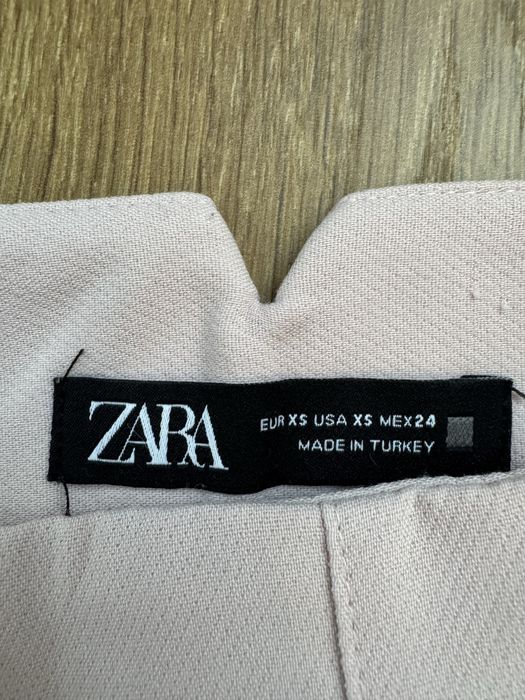 ZARA
EUR XS USA XS MEX 24
MADE IN TURKEY